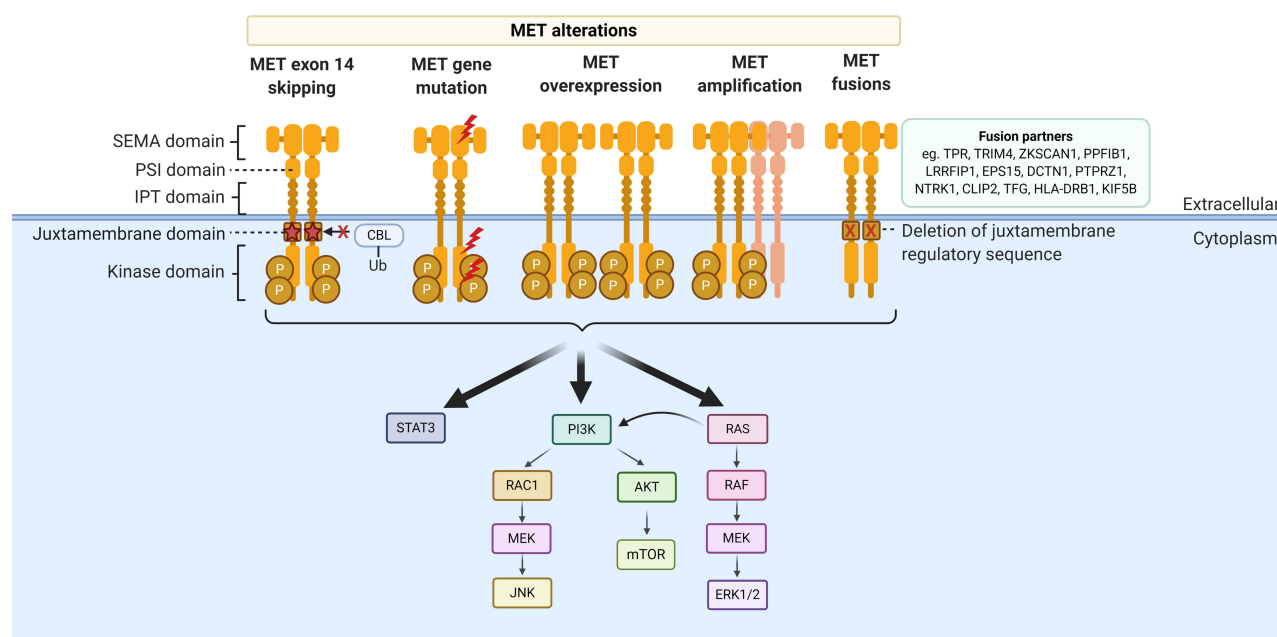 MET alterations
MET exon 14
skipping
MET gene
mutation
MET
overexpression
MET
amplification
MET
fusions
SEMA domain
PSI domain
IPT domain
Juxtamembrane domain
Kinase domain
Fusion partners
eg. TPR, TRIM4, ZKSCAN1, PPFIB1,
LRRFIP1, EPS15, DCTN1, PTPRZ1,
NTRK1, CLIP2, TFG, HLA-DRB1, KIF5B
Extracellular
Cytoplasm
X
CBL
Ub
X X
Deletion of juxtamembrane
regulatory sequence
P P P P P P P P P P
P P P P P P P P P P
STAT3
PI3K
RAS
RAC1
AKT
RAF
MEK
mTOR
MEK
JNK
ERK1/2